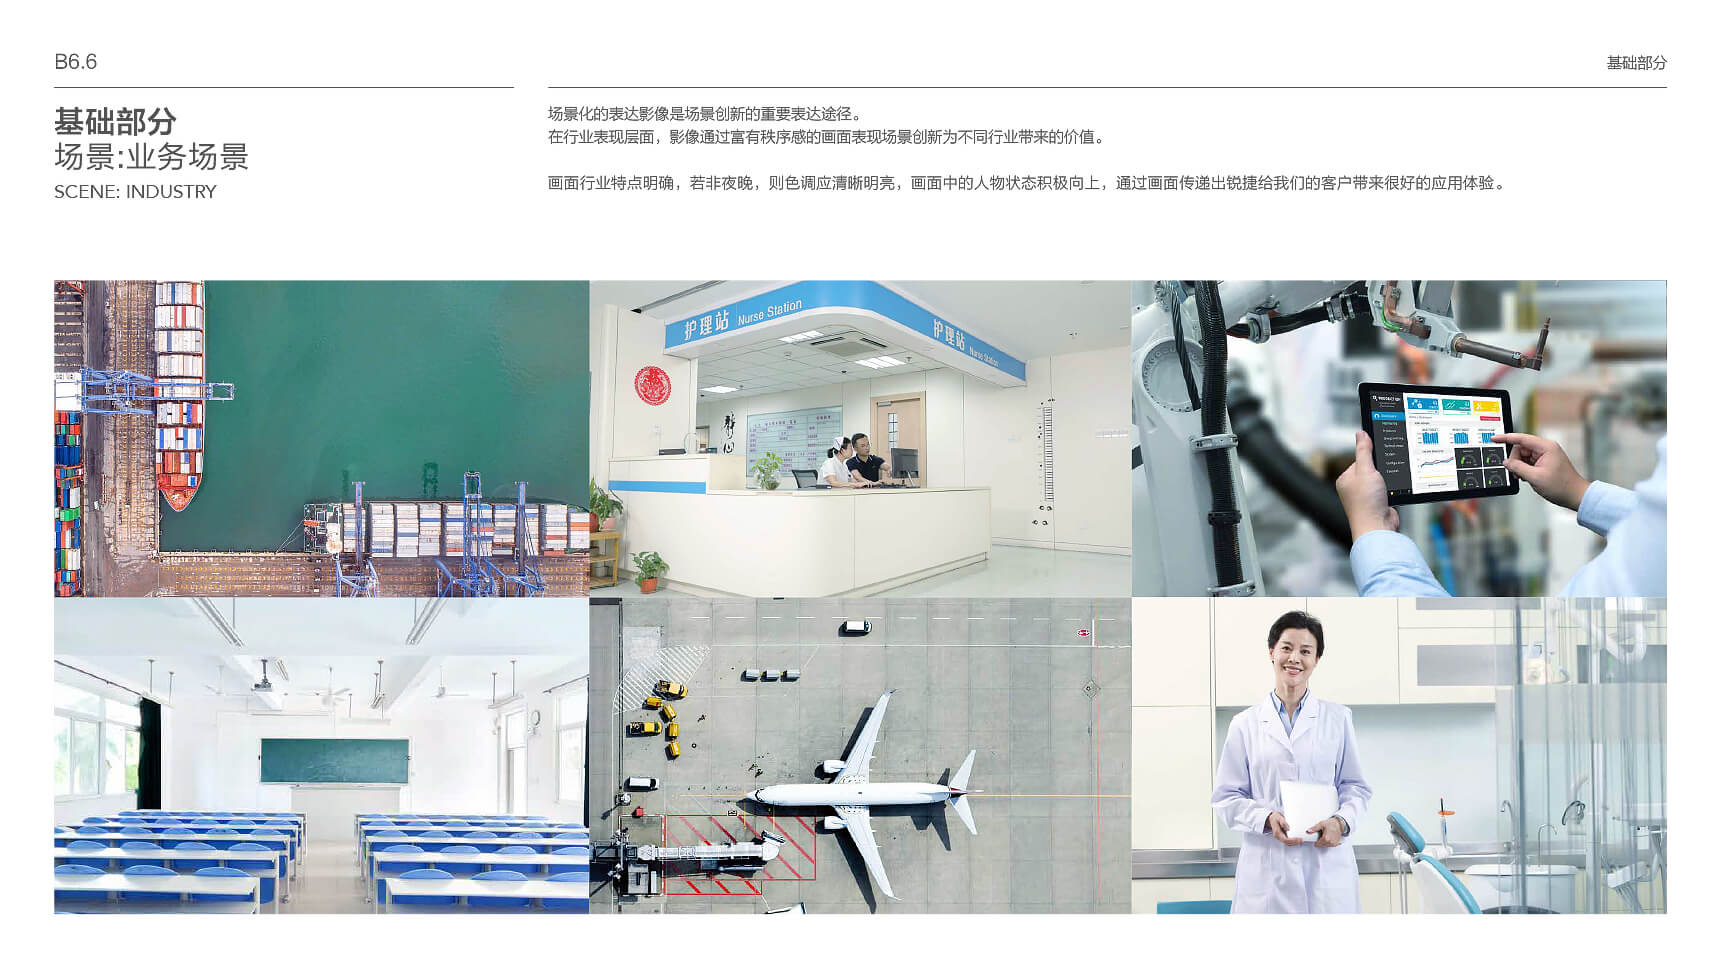 B6.6
基础部分
基础部分
场景:业务场景
SCENE: INDUSTRY
场景化的表达影像是场景创新的重要表达途径。
在行业表现层面，影像通过富有秩序感的画面表现场景创新为不同行业带来的价值。
画面行业特点明确，若非夜晚，则色调应清晰明亮，画面中的人物状态积极向上，通过画面传递出锐捷给我们的客户带来很好的应用体验。
护理站 Nurse Station
护理站 Nurse Station
静心